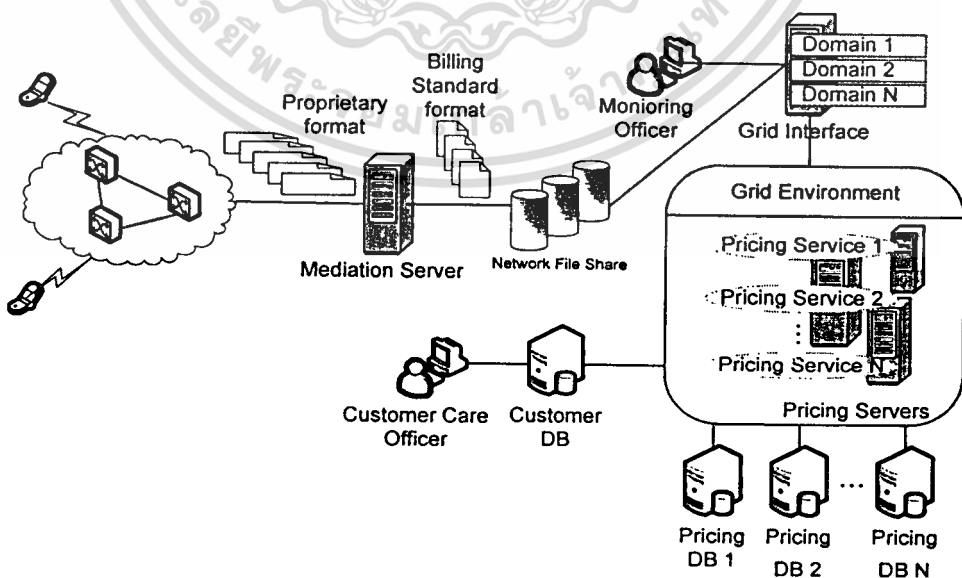 Proprietary
format
Billing
Standard
format
Monioring
Officer
Domain 1
Domain 2
Domain N
Grid Interface
Mediation Server
Network File Share
Grid Environment
Pricing Service 1
Pricing Service 2
⋮
Pricing Service N
Pricing Servers
Customer Care
Officer
Customer
DB
...
Pricing
DB 1
Pricing
DB 2
Pricing
DB N